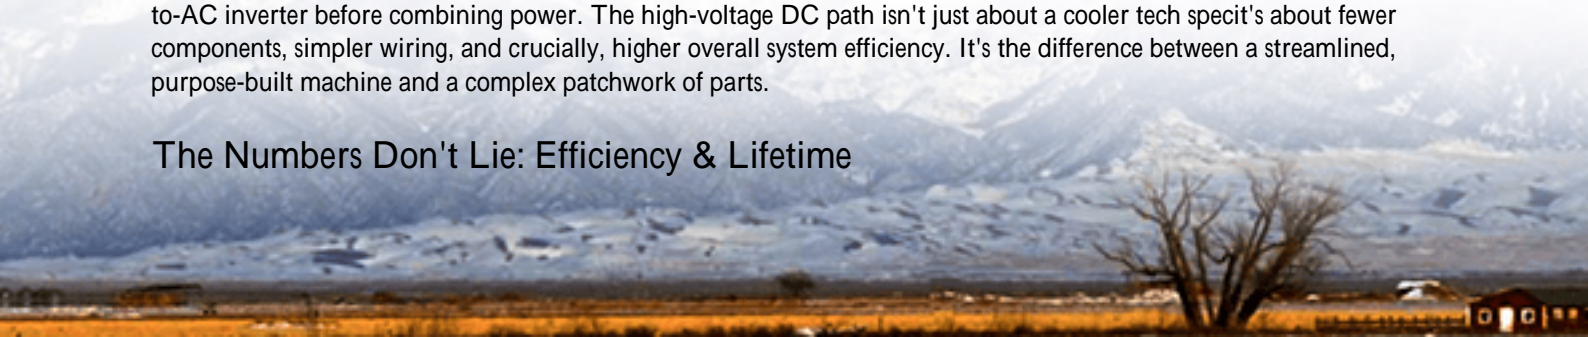 to-AC inverter before combining power. The high-voltage DC path isn't just about a cooler tech specit's about fewer
components, simpler wiring, and crucially, higher overall system efficiency. It's the difference between a streamlined,
purpose-built machine and a complex patchwork of parts.
The Numbers Don't Lie: Efficiency & Lifetime